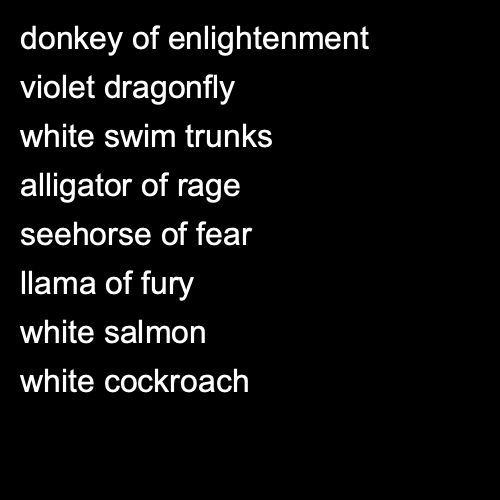 donkey of enlightenment
violet dragonfly
white swim trunks
alligator of rage
seehorse of fear
llama of fury
white salmon
white cockroach